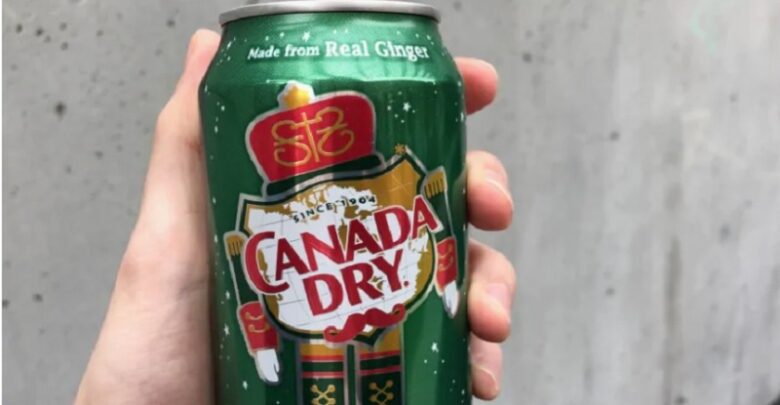 Made from Real Ginger
SINCE 1904
CANADA
DRY.